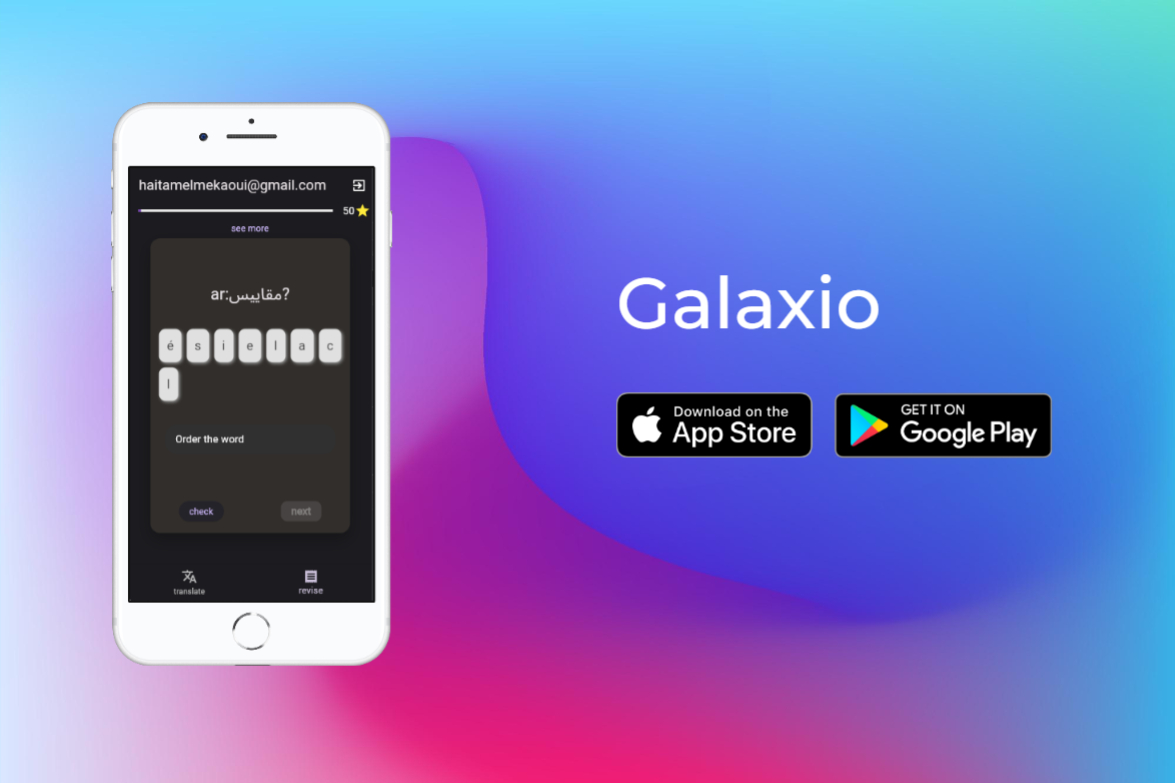 haitamelmekaoui@gmail.com
50
see more
ar:مقاييس?
é s i e l a c
l
Order the word
check next
translate revise
Galaxio
Download on the
App Store
GET IT ON
Google Play